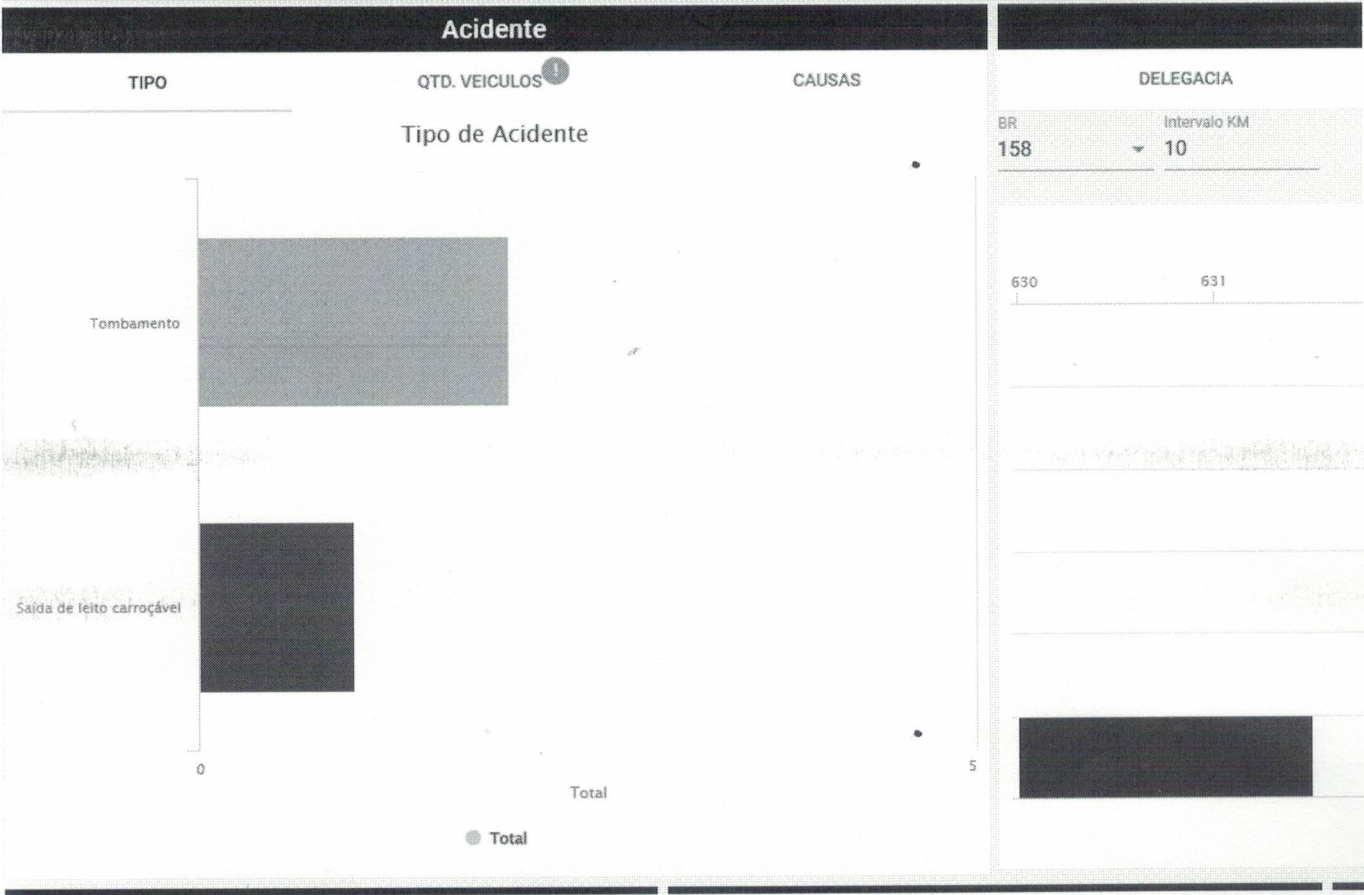 Acidente
TIPO
QTD. VEICULOS
!
CAUSAS
Tipo de Acidente
Tombamento
Saída de leito carroçável
0
5
Total
Total
DELEGACIA
BR
Intervalo KM
158
10
630
631